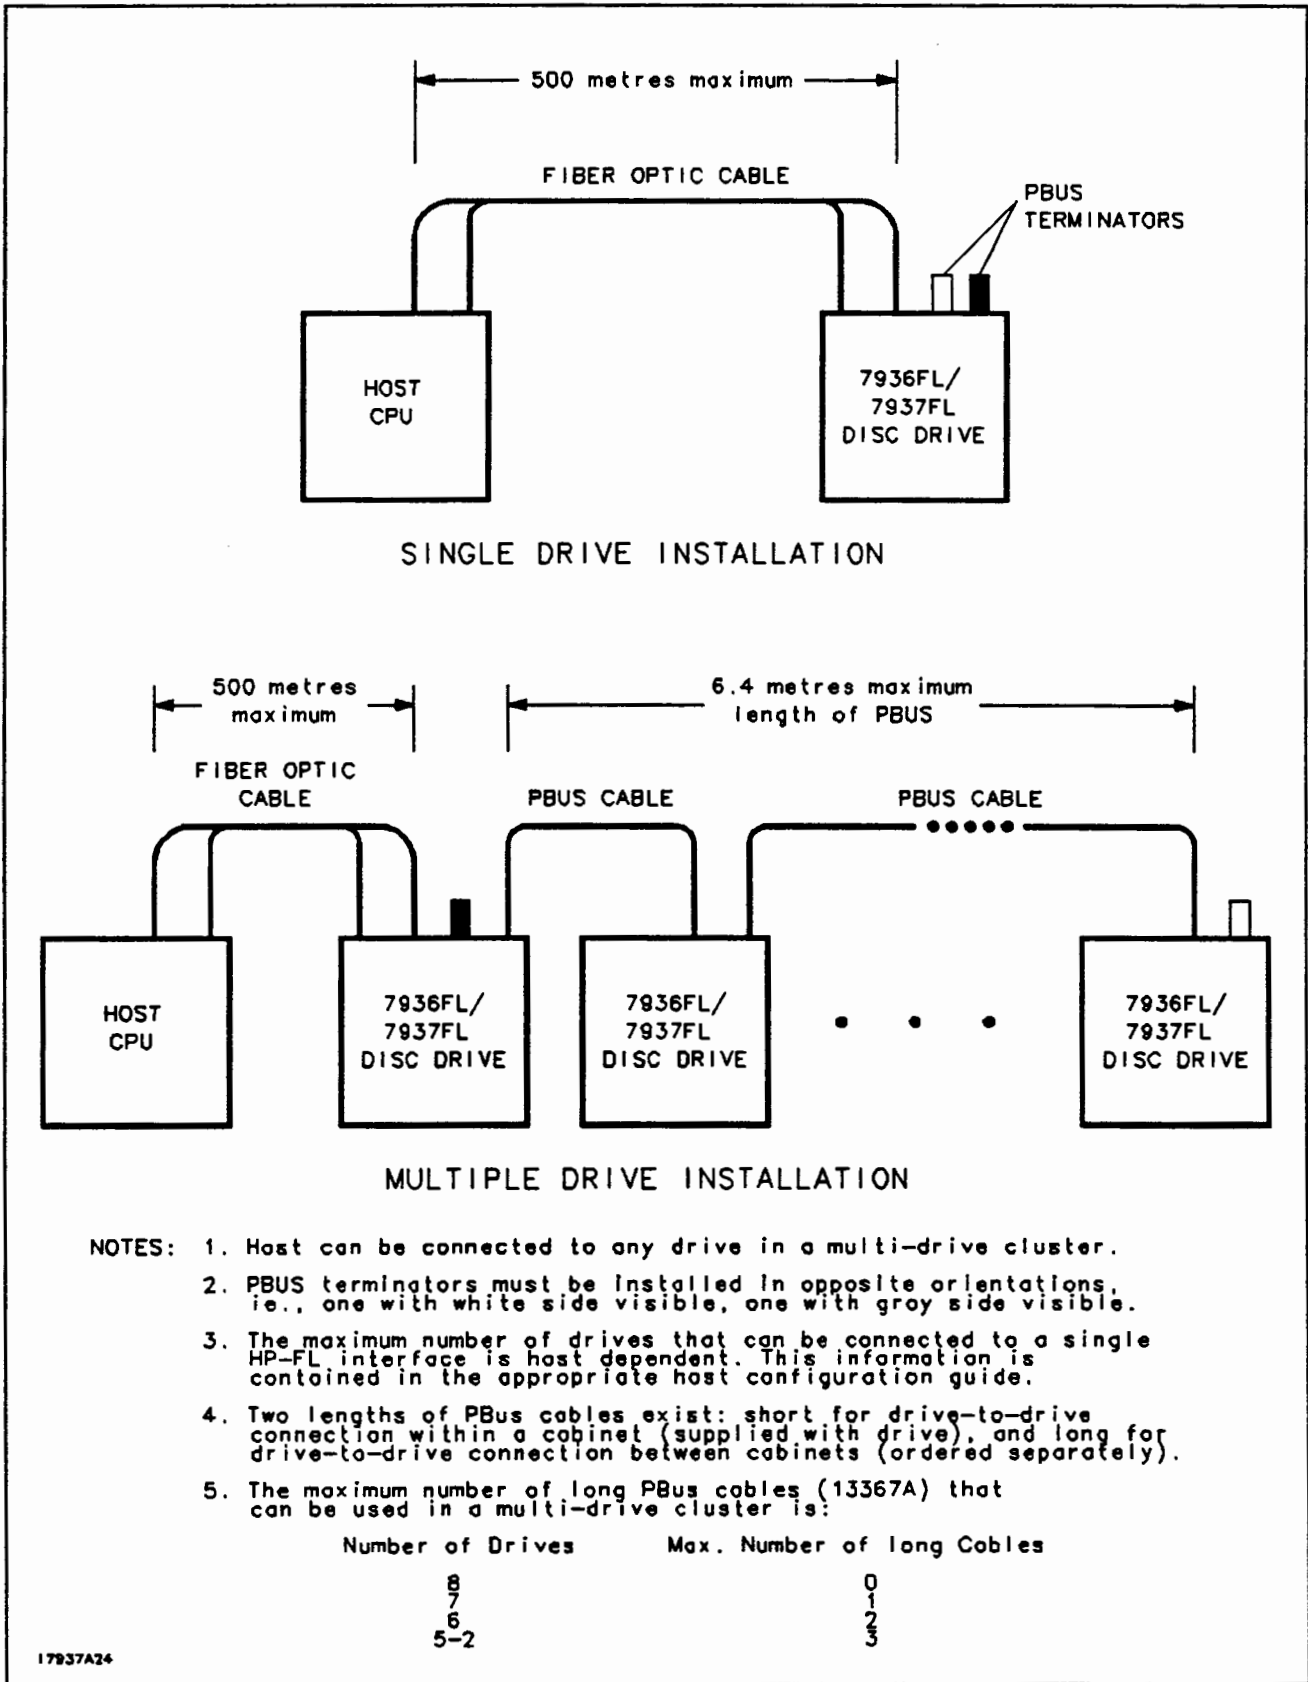 500 metres maximum
FIBER OPTIC CABLE
PBUS
TERMINATORS
HOST
CPU
7936FL/
7937FL
DISC DRIVE
SINGLE DRIVE INSTALLATION
500 metres
maximum
6.4 metres maximum
length of PBUS
FIBER OPTIC
CABLE
PBUS CABLE
PBUS CABLE
HOST
CPU
7936FL/
7937FL
DISC DRIVE
7936FL/
7937FL
DISC DRIVE
7936FL/
7937FL
DISC DRIVE
MULTIPLE DRIVE INSTALLATION
NOTES: 1. Host can be connected to any drive in a multi-drive cluster.
2. PBUS terminators must be installed in opposite orientations,
ie., one with white side visible, one with gray side visible.
3. The maximum number of drives that can be connected to a single
HP-FL interface is host dependent. This information is
contained in the appropriate host configuration guide.
4. Two lengths of PBus cables exist: short for drive-to-drive
connection within a cabinet (supplied with drive), and long for
drive-to-drive connection between cabinets (ordered separately).
5. The maximum number of long PBus cables (13367A) that
can be used in a multi-drive cluster is:
Number of Drives Max. Number of long Cables
8 0
7 1
6 2
5-2 3
17937A24